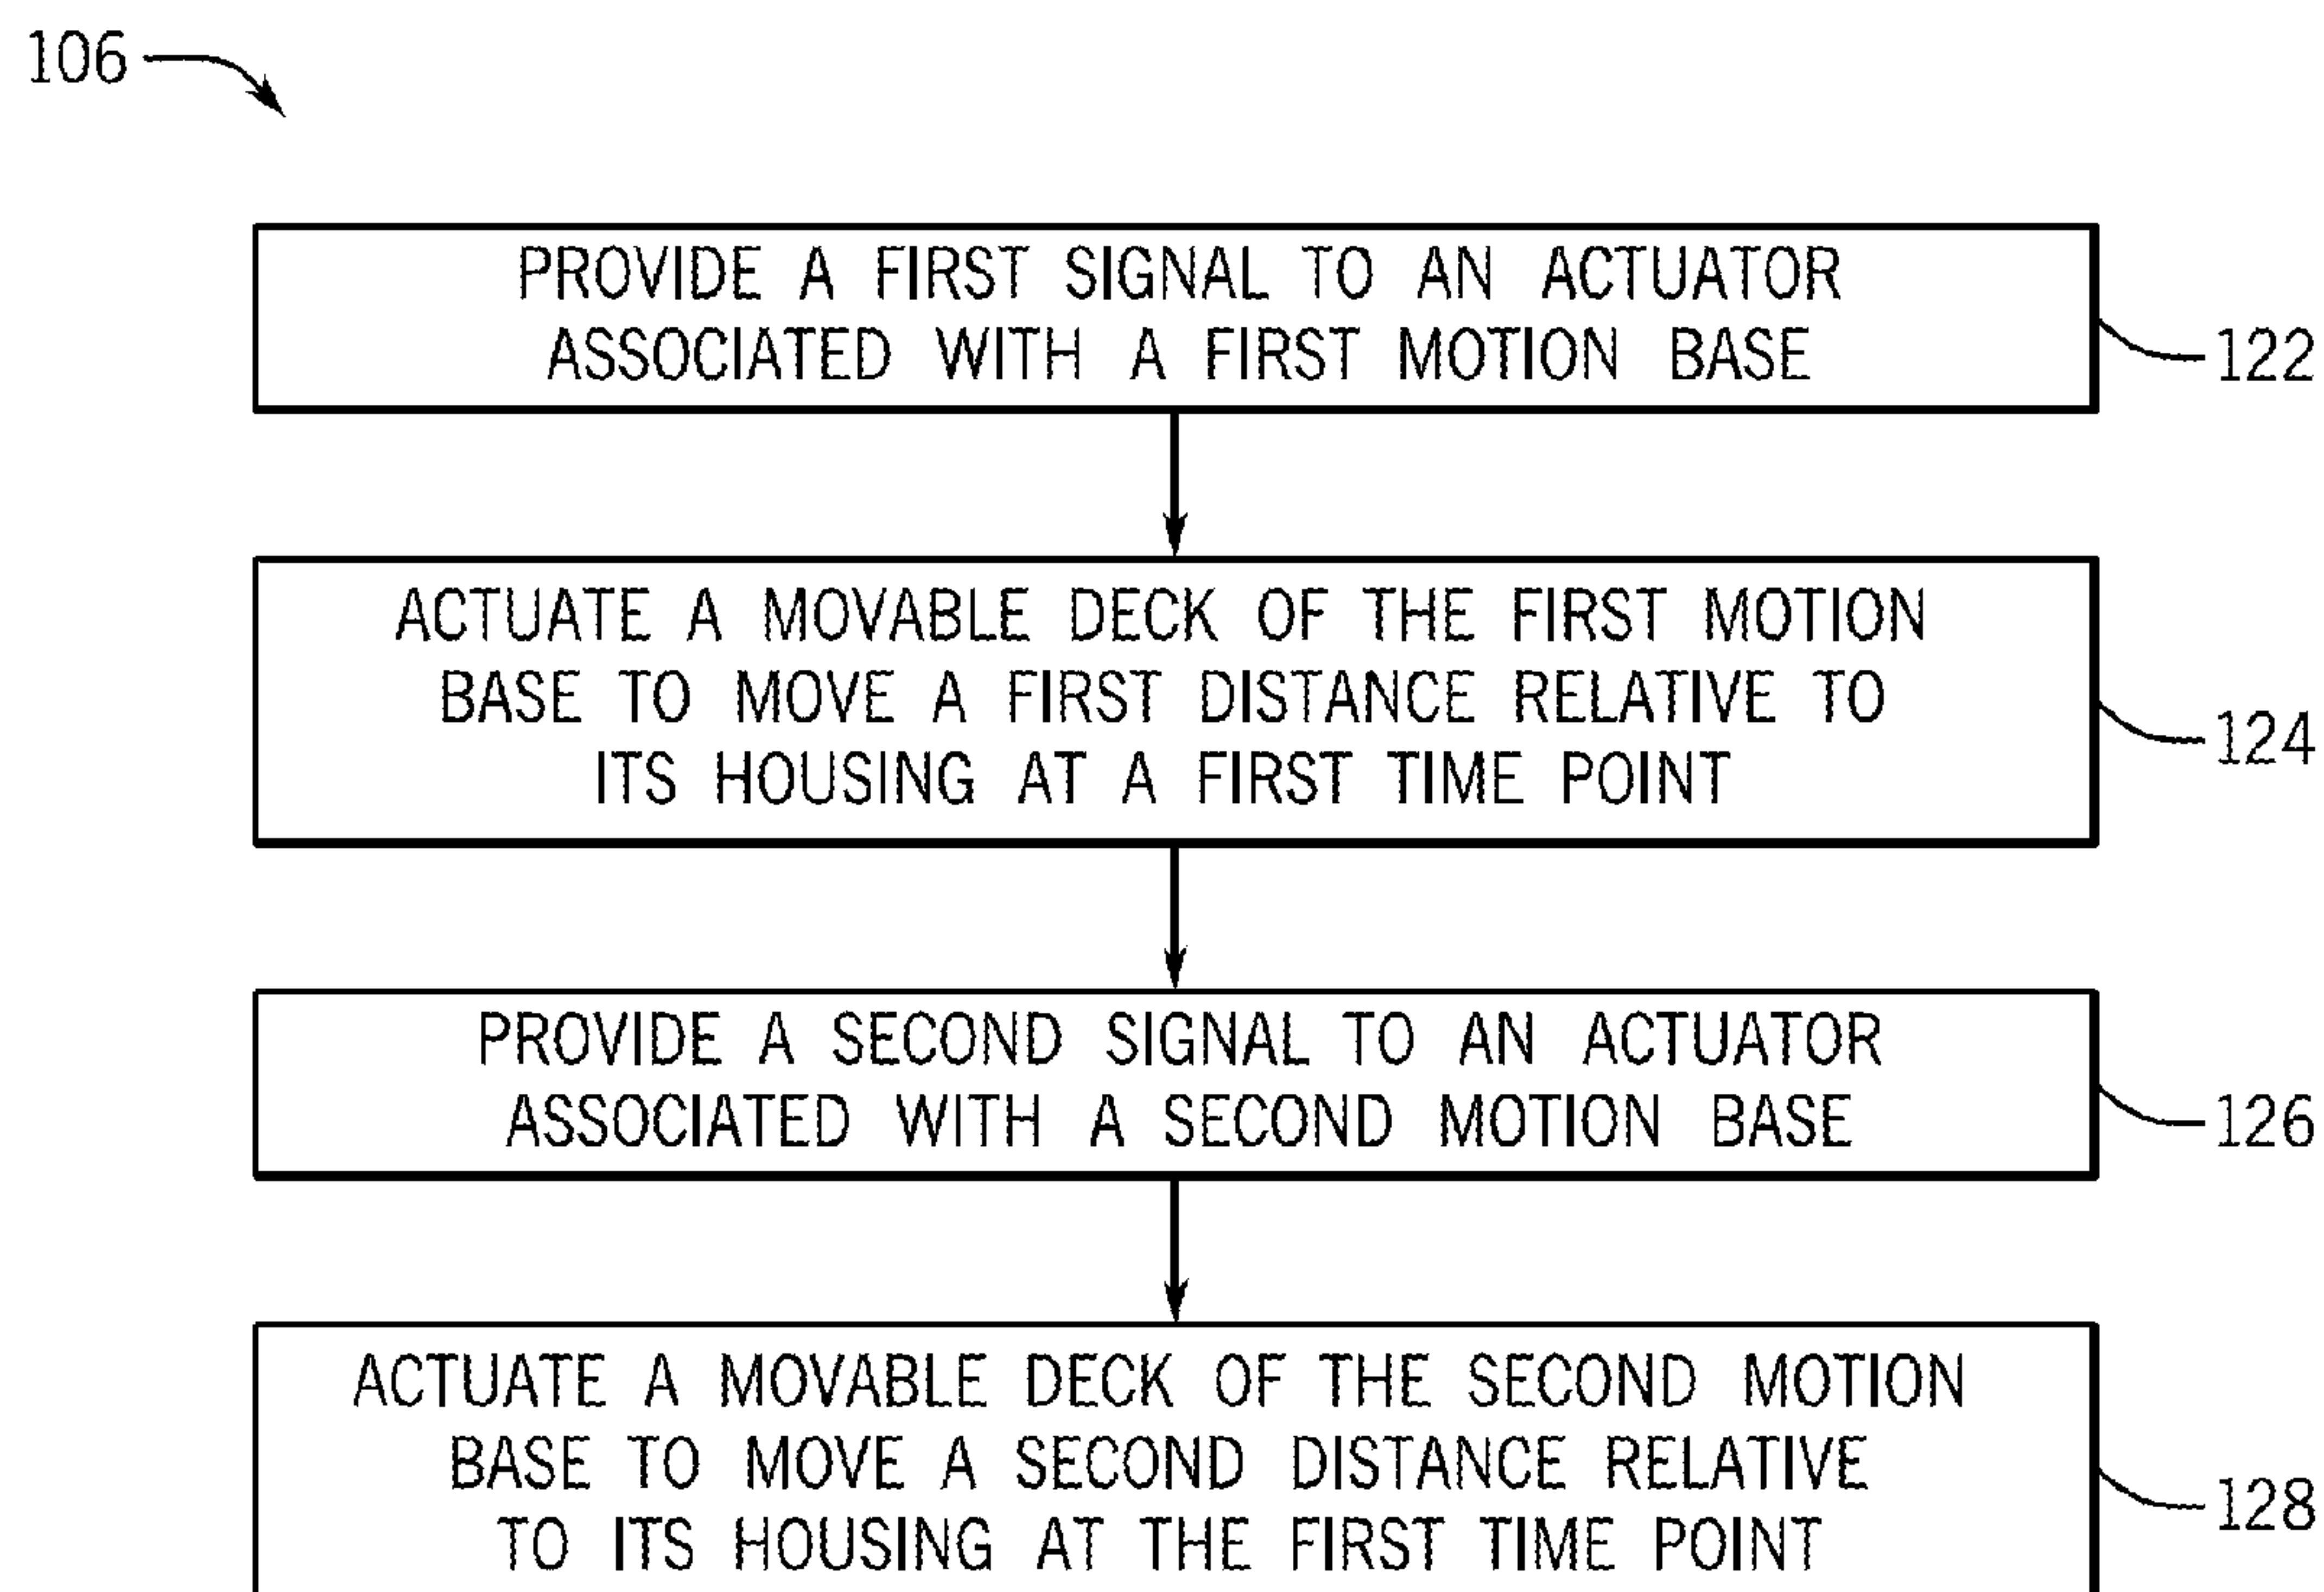 106
PROVIDE A FIRST SIGNAL TO AN ACTUATOR
ASSOCIATED WITH A FIRST MOTION BASE
122
ACTUATE A MOVABLE DECK OF THE FIRST MOTION
BASE TO MOVE A FIRST DISTANCE RELATIVE TO
ITS HOUSING AT A FIRST TIME POINT
124
PROVIDE A SECOND SIGNAL TO AN ACTUATOR
ASSOCIATED WITH A SECOND MOTION BASE
126
ACTUATE A MOVABLE DECK OF THE SECOND MOTION
BASE TO MOVE A SECOND DISTANCE RELATIVE
TO ITS HOUSING AT THE FIRST TIME POINT
128